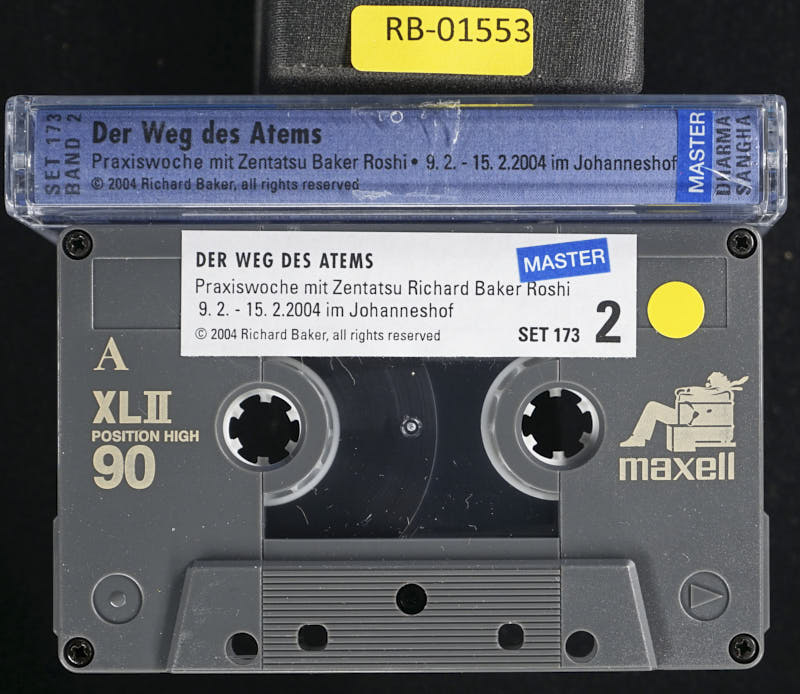 RB-01553
SET 173
BAND 2
Der Weg des Atems
Praxiswoche mit Zentatsu Baker Roshi • 9. 2. - 15. 2.2004 im Johanneshof
© 2004 Richard Baker, all rights reserved
MASTER
DHARMA
SANGHA
DER WEG DES ATEMS
MASTER
Praxiswoche mit Zentatsu Richard Baker Roshi
9. 2. - 15. 2.2004 im Johanneshof
© 2004 Richard Baker, all rights reserved
SET 173 2
A
XLII
POSITION HIGH
90
maxell